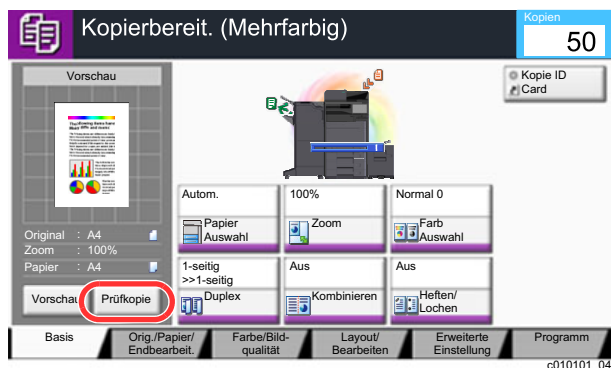 Kopierbereit. (Mehrfarbig)
Kopien
50
Vorschau
Kopie ID
Card
Original : A4
Zoom : 100%
Papier : A4
Vorschau
Prüfkopie
Autom.
Papier
Auswahl
100%
Zoom
Normal 0
Farb
Auswahl
1-seitig
>>1-seitig
Duplex
Aus
Kombinieren
Aus
Heften/
Lochen
Basis
Orig./Papier/
Endbearbeit.
Farbe/Bild-
qualität
Layout/
Bearbeiten
Erweiterte
Einstellung
Programm
c010101_04